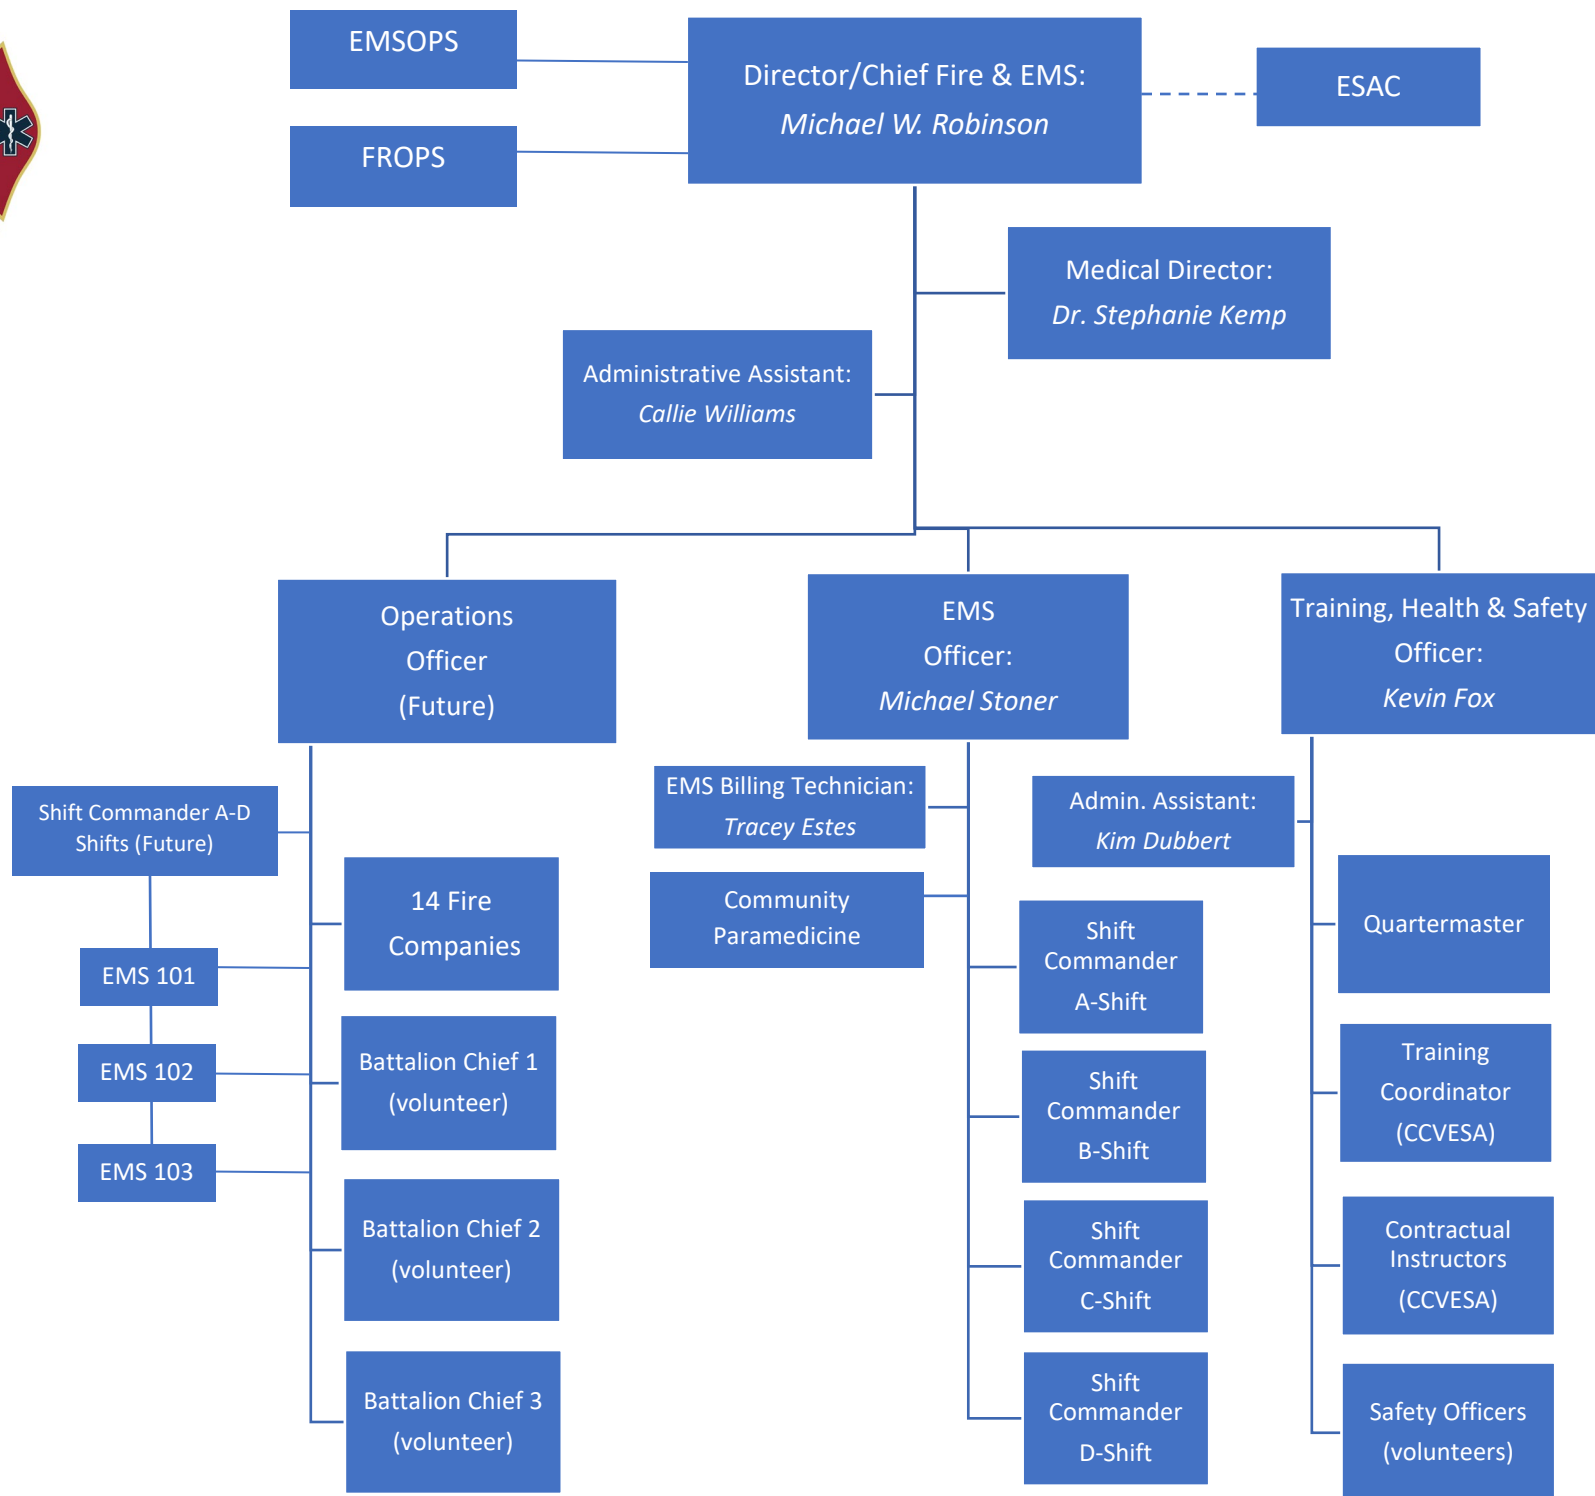 EMSOPS
FROPS
Director/Chief Fire & EMS:
Michael W. Robinson
ESAC
Medical Director:
Dr. Stephanie Kemp
Administrative Assistant:
Callie Williams
Operations
Officer
(Future)
EMS
Officer:
Michael Stoner
Training, Health & Safety
Officer:
Kevin Fox
Shift Commander A-D
Shifts (Future)
EMS 101
EMS 102
EMS 103
14 Fire
Companies
Battalion Chief 1
(volunteer)
Battalion Chief 2
(volunteer)
Battalion Chief 3
(volunteer)
EMS Billing Technician:
Tracey Estes
Community
Paramedicine
Shift
Commander
A-Shift
Shift
Commander
B-Shift
Shift
Commander
C-Shift
Shift
Commander
D-Shift
Admin. Assistant:
Kim Dubbert
Quartermaster
Training
Coordinator
(CCVESA)
Contractual
Instructors
(CCVESA)
Safety Officers
(volunteers)